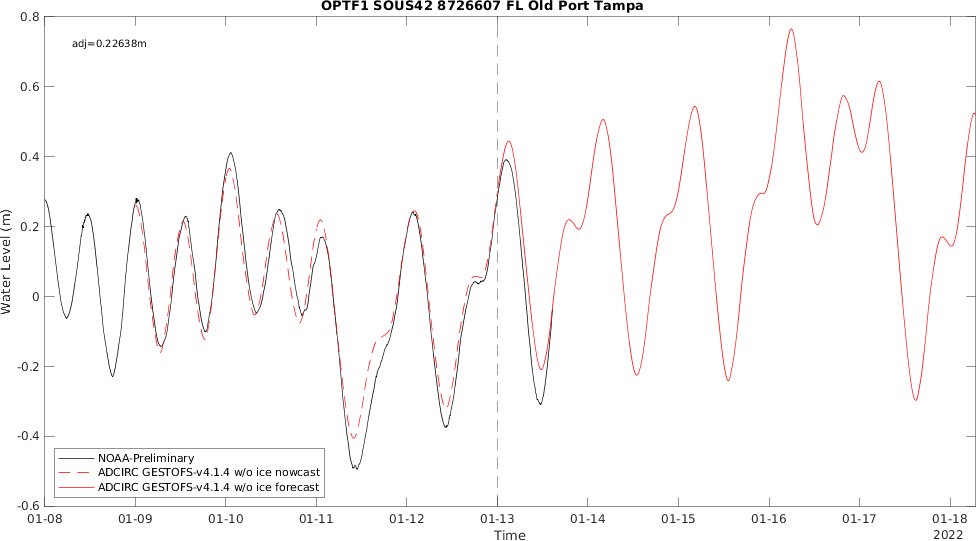 OPTF1 SOUS42 8726607 FL Old Port Tampa
adj=0.22638m
0.8
0.6
0.4
0.2
0
-0.2
-0.4
-0.6
Water Level (m)
NOAA-Preliminary
ADCIRC GESTOFS-v4.1.4 w/o ice nowcast
ADCIRC GESTOFS-v4.1.4 w/o ice forecast
01-08 01-09 01-10 01-11 01-12 01-13 01-14 01-15 01-16 01-17 01-18
Time
2022